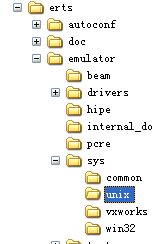 erts
autoconf
doc
emulator
beam
drivers
hipe
internal_do
pcre
sys
common
unix
vxworks
win32